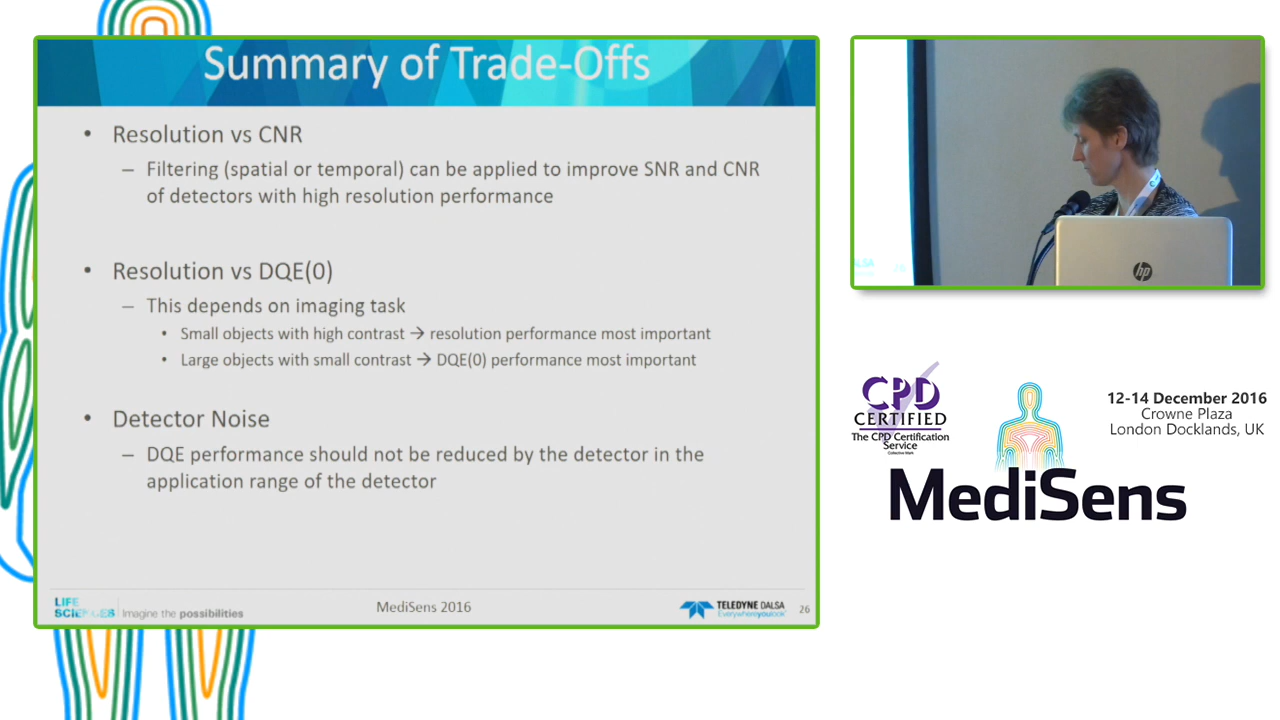 Summary of Trade-Offs
• Resolution vs CNR
– Filtering (spatial or temporal) can be applied to improve SNR and CNR
of detectors with high resolution performance
• Resolution vs DQE(0)
– This depends on imaging task
• Small objects with high contrast → resolution performance most important
• Large objects with small contrast → DQE(0) performance most important
• Detector Noise
– DQE performance should not be reduced by the detector in the
application range of the detector
LIFE
SCIENCES
Imagine the possibilities
MediSens 2016
TELEDYNE DALSA
Everywhereyoulook
26
hp
CPD
CERTIFIED
The CPD Certification
Service
Collective Mark
12-14 December 2016
Crowne Plaza
London Docklands, UK
MediSens